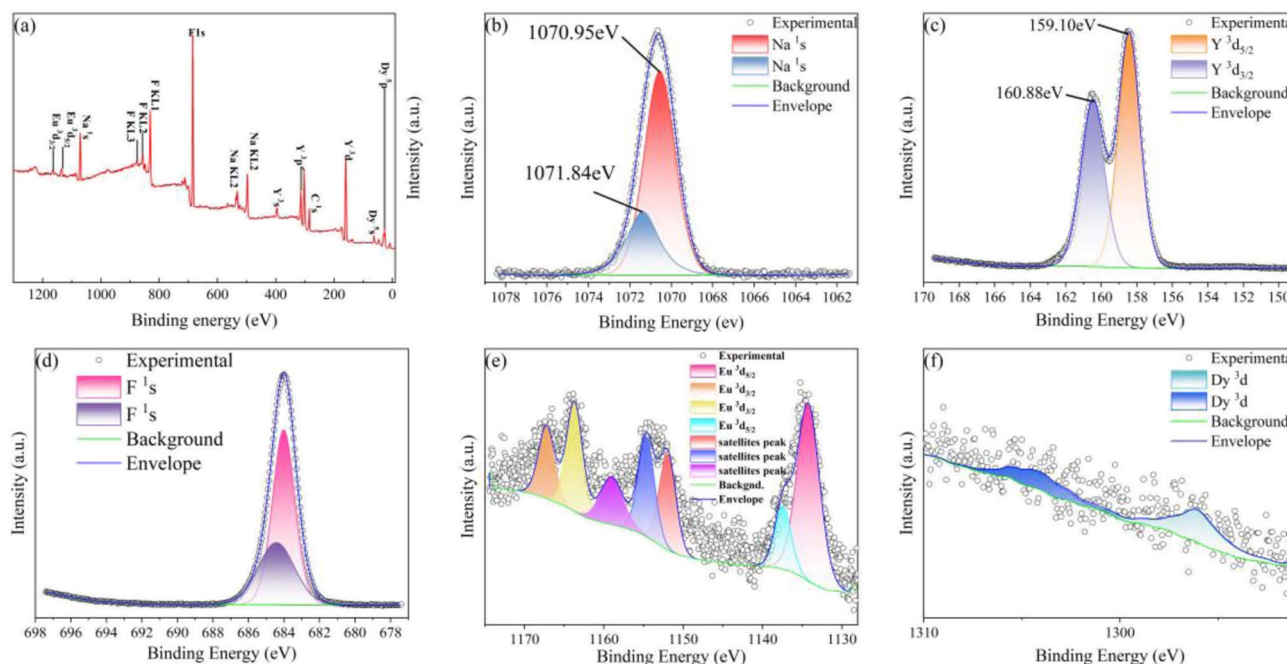 (a)
F1s
Dy ⁵p
Eu ³d₃/₂
Eu ³d₅/₂
Na ¹s
F KL3
F KL2
F KL1
Na KL2
Na KL2
Y ³s
Y ³p
C ¹s
Y ³d
Dy ⁵s
Intensity (a.u.)
1200 1000 800 600 400 200 0
Binding energy (eV)
(b)
1070.95eV
1071.84eV
Experimental
Na ¹s
Na ¹s
Background
Envelope
Intensity (a.u.)
1078 1076 1074 1072 1070 1068 1066 1064 1062
Binding Energy (ev)
(c)
159.10eV
160.88eV
Experimenta
Y ³d₅/₂
Y ³d₃/₂
Background
Envelope
Intensity (a.u.)
170 168 166 164 162 160 158 156 154 152 150
Binding Energy (eV)
(d)
Experimental
F ¹s
F ¹s
Background
Envelope
Intensity (a.u.)
698 696 694 692 690 688 686 684 682 680 678
Binding Energy (eV)
(e)
Experimental
Eu ³d₅/₂
Eu ³d₃/₂
Eu ³d₃/₂
Eu ³d₅/₂
satellites peak
satellites peak
satellites peak
Backgnd.
Envelope
Intensity (a.u.)
1170 1160 1150 1140 1130
Binding Energy (eV)
(f)
Experimenta
Dy ³d
Dy ³d
Background
Envelope
Intensity (a.u.)
1310 1300
Binding Energy (eV)